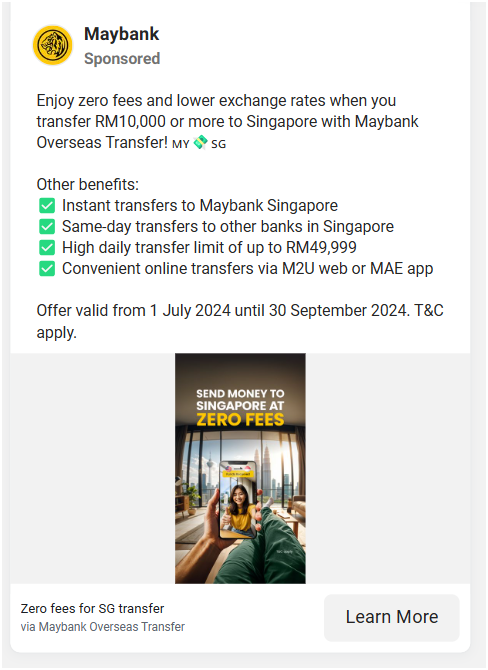 Maybank
Sponsored
Enjoy zero fees and lower exchange rates when you
transfer RM10,000 or more to Singapore with Maybank
Overseas Transfer! MY 💸 SG
Other benefits:
✅ Instant transfers to Maybank Singapore
✅ Same-day transfers to other banks in Singapore
✅ High daily transfer limit of up to RM49,999
✅ Convenient online transfers via M2U web or MAE app
Offer valid from 1 July 2024 until 30 September 2024. T&C
apply.
SEND MONEY TO
SINGAPORE AT
ZERO FEES
Zero fees for SG transfer
via Maybank Overseas Transfer
Learn More